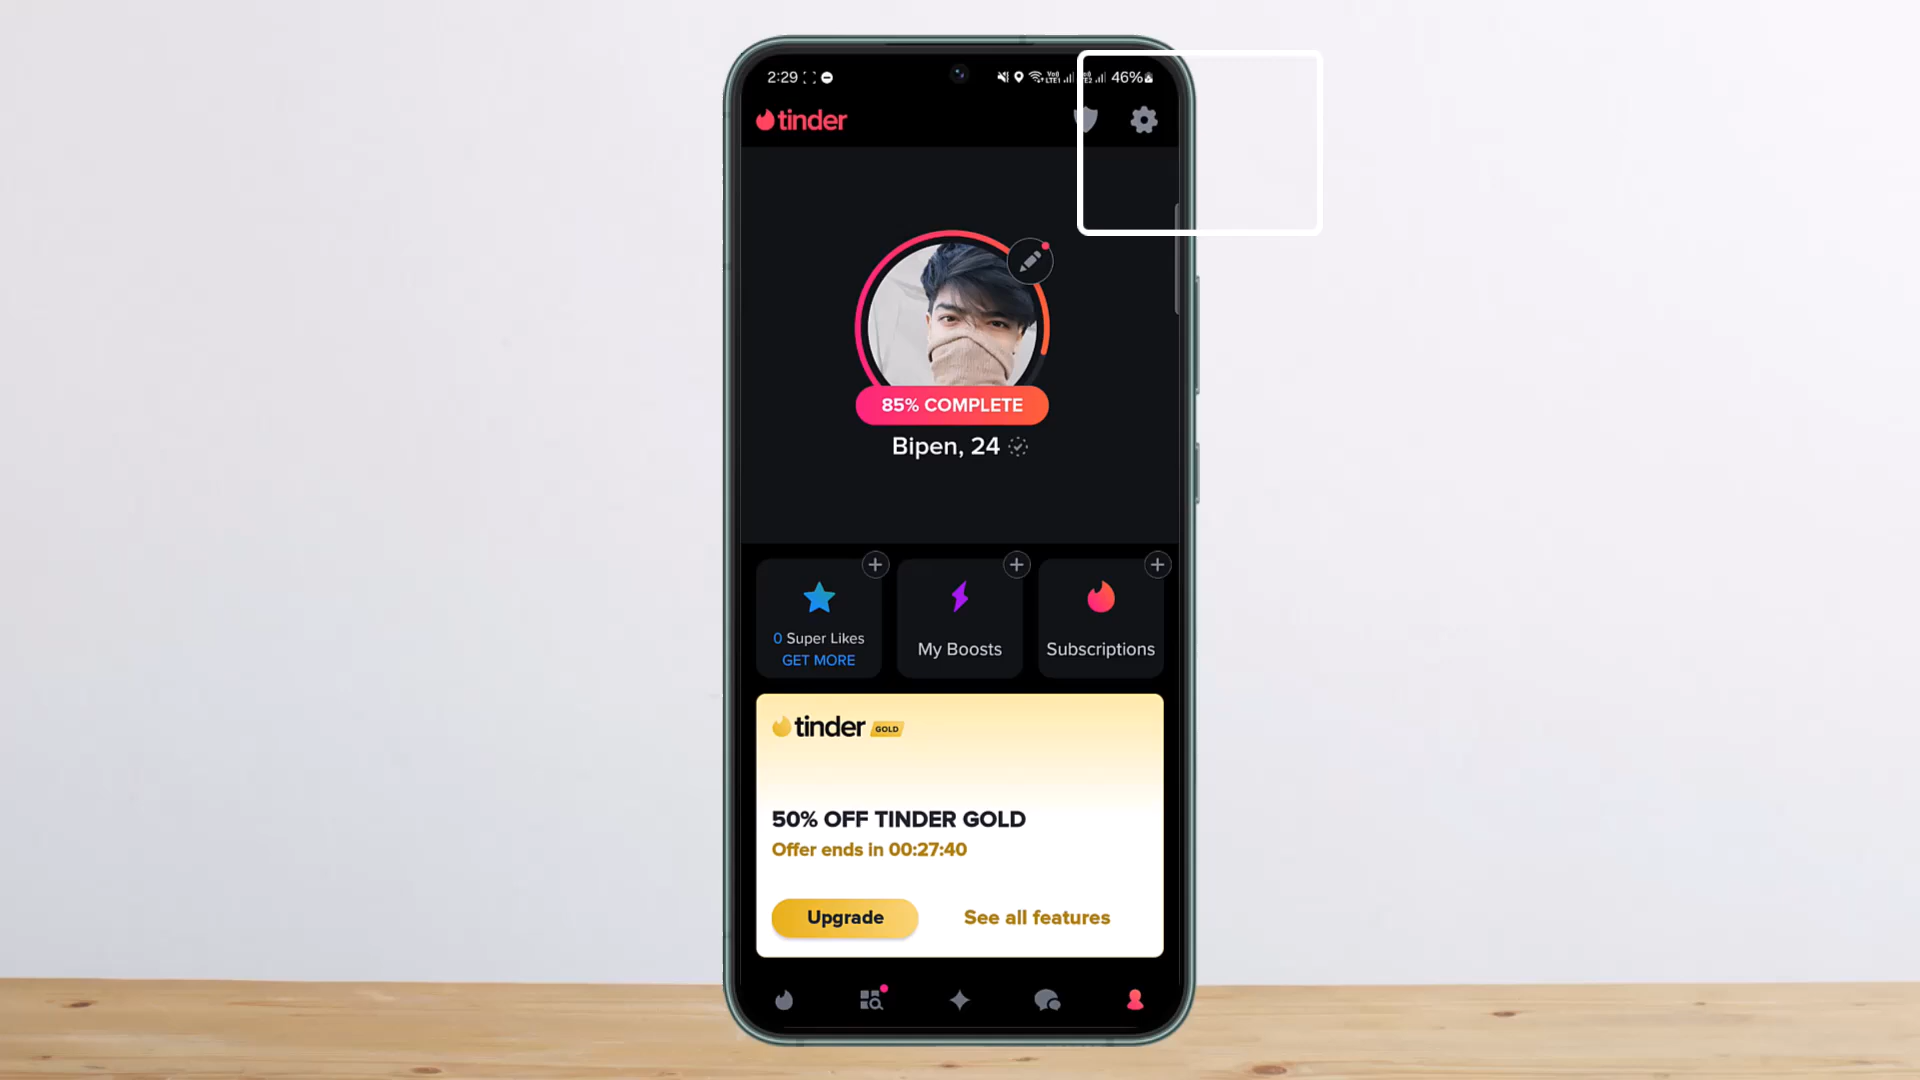 2:29 46%
tinder
85% COMPLETE
Bipen, 24
0 Super Likes
GET MORE
My Boosts
Subscriptions
tinder GOLD
50% OFF TINDER GOLD
Offer ends in 00:27:40
Upgrade See all features